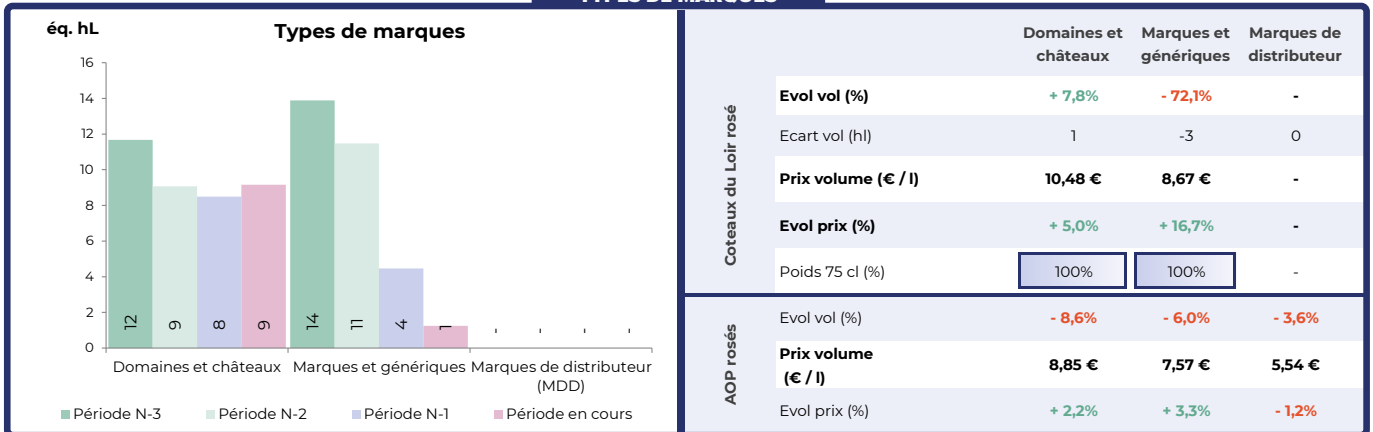 TYPES DE MARQUES
éq. hL
Types de marques
16
14
12
10
8
6
4
2
0
12
9
8
9
14
11
4
1
-
-
-
-
Domaines et châteaux
Marques et génériques
Marques de distributeur
(MDD)
Période N-3
Période N-2
Période N-1
Période en cours
Domaines et
châteaux
Marques et
génériques
Marques de
distributeur
Coteaux du Loir rosé
Evol vol (%) + 7,8% - 72,1% -
Ecart vol (hl) 1 -3 0
Prix volume (€ / l) 10,48 € 8,67 € -
Evol prix (%) + 5,0% + 16,7% -
Poids 75 cl (%) 100% 100% -
AOP rosés
Evol vol (%) - 8,6% - 6,0% - 3,6%
Prix volume
(€ / l) 8,85 € 7,57 € 5,54 €
Evol prix (%) + 2,2% + 3,3% - 1,2%